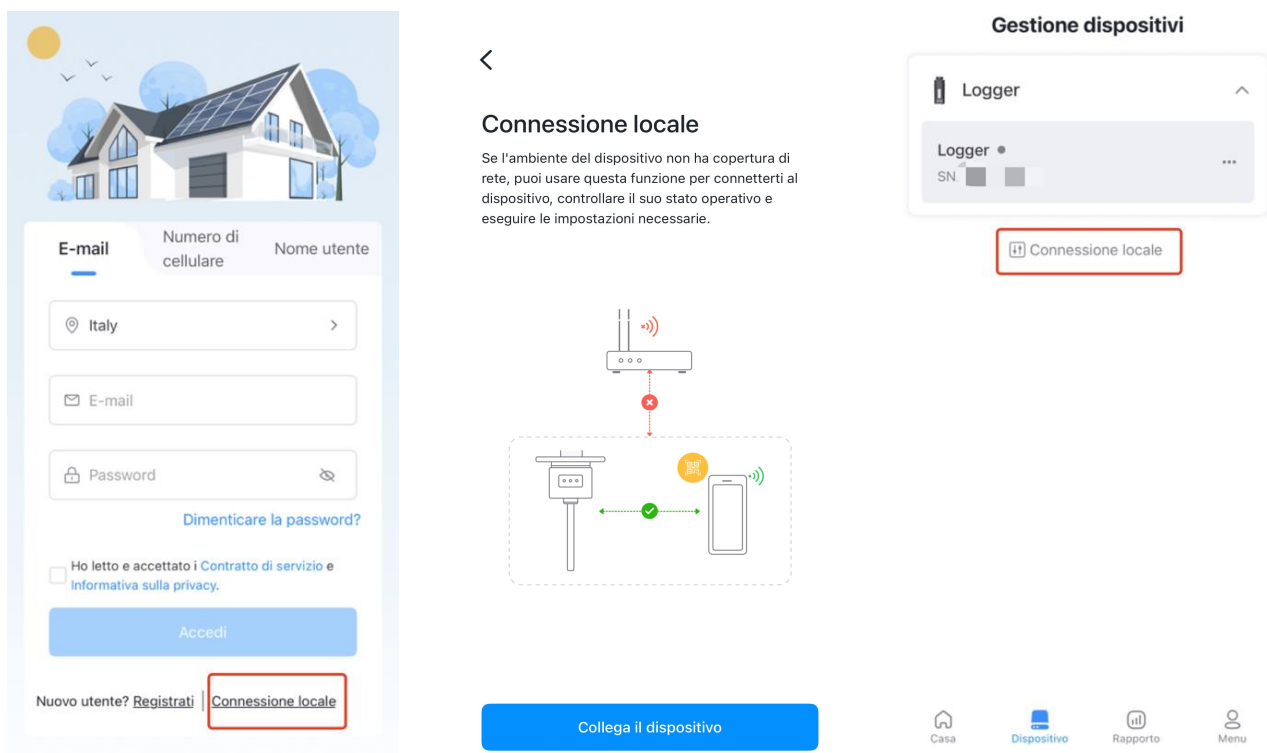 E-mail
Numero di
cellulare
Nome utente
Italy
E-mail
Password
Dimenticare la password?
Ho letto e accettato i Contratto di servizio e
Informativa sulla privacy.
Accedi
Nuovo utente? Registrati | Connessione locale
Connessione locale
Se l'ambiente del dispositivo non ha copertura di
rete, puoi usare questa funzione per connetterti al
dispositivo, controllare il suo stato operativo e
eseguire le impostazioni necessarie.
Collega il dispositivo
Gestione dispositivi
Logger
Logger
SN.
Connessione locale
Casa
Dispositivo
Rapporto
Menu